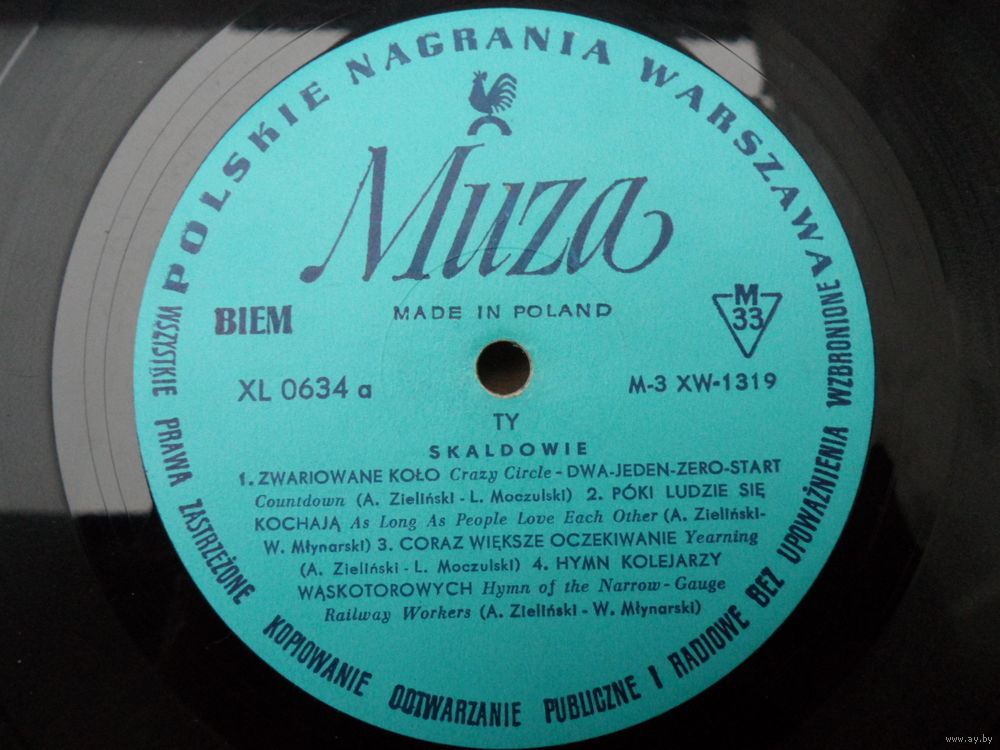 POLSKIE NAGRANIA WARSZAWA
Muza
MADE IN POLAND
BIEM
M
33
XL 0634 a
M-3 XW-1319
TY
SKALDOWIE
1. ZWARIOWANE KOŁO Crazy Circle - DWA-JEDEN-ZERO-START
Countdown (A. Zieliński - L. Moczulski) 2. PÓKI LUDZIE SIĘ
KOCHAJĄ As Long As People Love Each Other (A. Zieliński-
W. Młynarski) 3. CORAZ WIĘKSZE OCZEKIWANIE Yearning
(A. Zieliński - L. Moczulski) 4. HYMN KOLEJARZY
WĄSKOTOROWYCH Hymn of the Narrow-Gauge
Railway Workers (A. Zieliński - W. Młynarski)
WSZYSTKIE PRAWA ZASTRZEŻONE KOPIOWANIE ODTWARZANIE PUBLICZNE I RADIOWE BEZ UPOWAŻNIENIA WZBRONIONE
www.ay.by